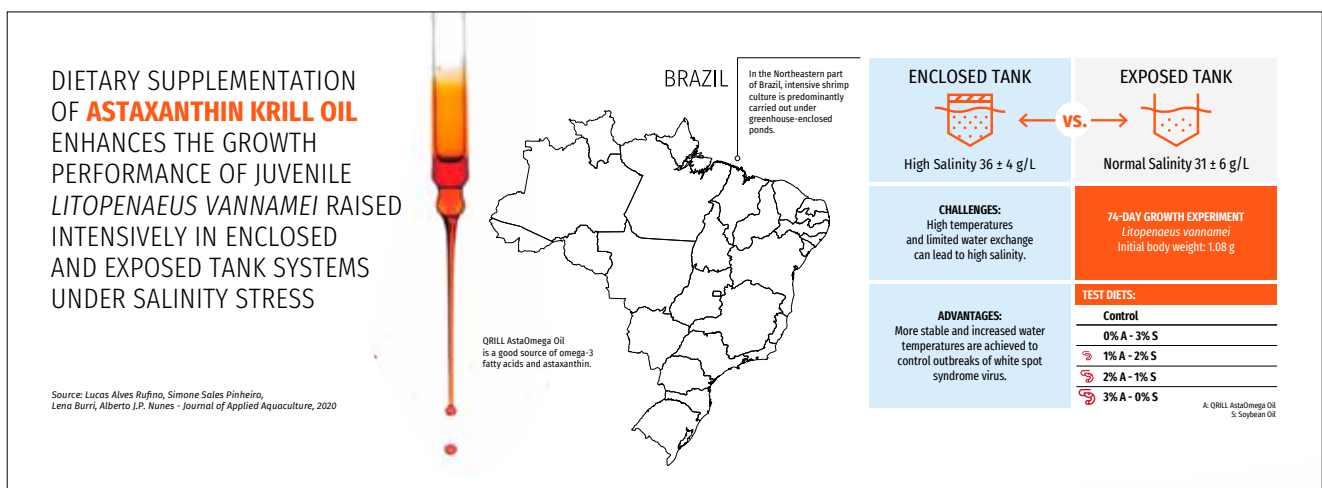 DIETARY SUPPLEMENTATION
OF ASTAXANTHIN KRILL OIL
ENHANCES THE GROWTH
PERFORMANCE OF JUVENILE
LITOPENAEUS VANNAMEI RAISED
INTENSIVELY IN ENCLOSED
AND EXPOSED TANK SYSTEMS
UNDER SALINITY STRESS
Source: Lucas Alves Rufino, Simone Sales Pinheiro,
Lena Burri, Alberto J.P. Nunes - Journal of Applied Aquaculture, 2020
QRILL AstaOmega Oil
is a good source of omega-3
fatty acids and astaxanthin.
BRAZIL
In the Northeastern part
of Brazil, intensive shrimp
culture is predominantly
carried out under
greenhouse-enclosed
ponds.
ENCLOSED TANK
High Salinity 36 ± 4 g/L
VS.
EXPOSED TANK
Normal Salinity 31 ± 6 g/L
CHALLENGES:
High temperatures
and limited water exchange
can lead to high salinity.
74-DAY GROWTH EXPERIMENT
Litopenaeus vannamei
Initial body weight: 1.08 g
ADVANTAGES:
More stable and increased water
temperatures are achieved to
control outbreaks of white spot
syndrome virus.
TEST DIETS:
Control
0% A - 3% S
1% A - 2% S
2% A - 1% S
3% A - 0% S
A: QRILL AstaOmega Oil
S: Soybean Oil